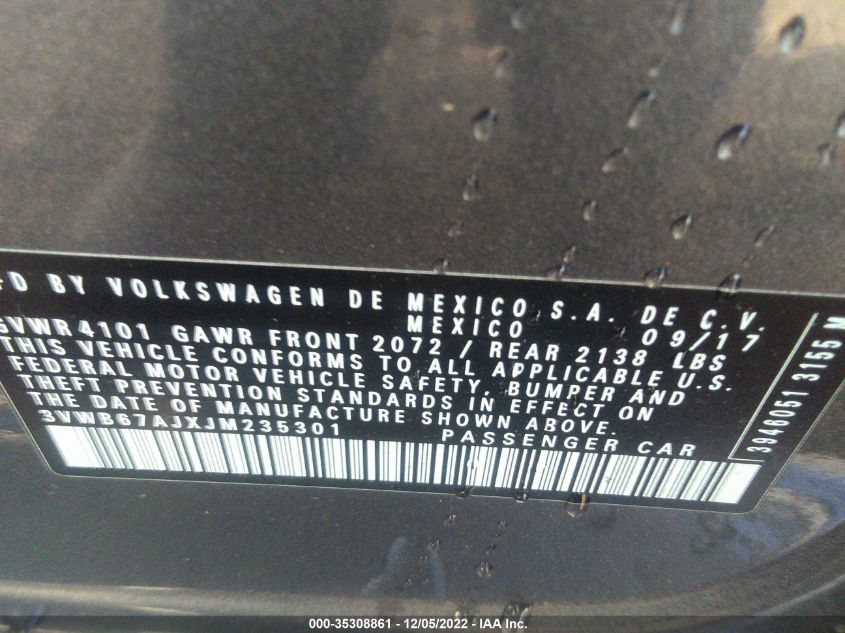 FD BY VOLKSWAGEN DE MEXICO S.A. DE C.V.
MEXICO 09/17
GVWR 4101 GAWR FRONT 2072 / REAR 2138 LBS
THIS VEHICLE CONFORMS TO ALL APPLICABLE U.S.
FEDERAL MOTOR VEHICLE SAFETY, BUMPER AND
THEFT PREVENTION STANDARDS IN EFFECT ON
THE DATE OF MANUFACTURE SHOWN ABOVE.
3VWB67AJXJM235301 PASSENGER CAR
3946051 3155 M
000-35308861 - 12/05/2022 - IAA Inc.